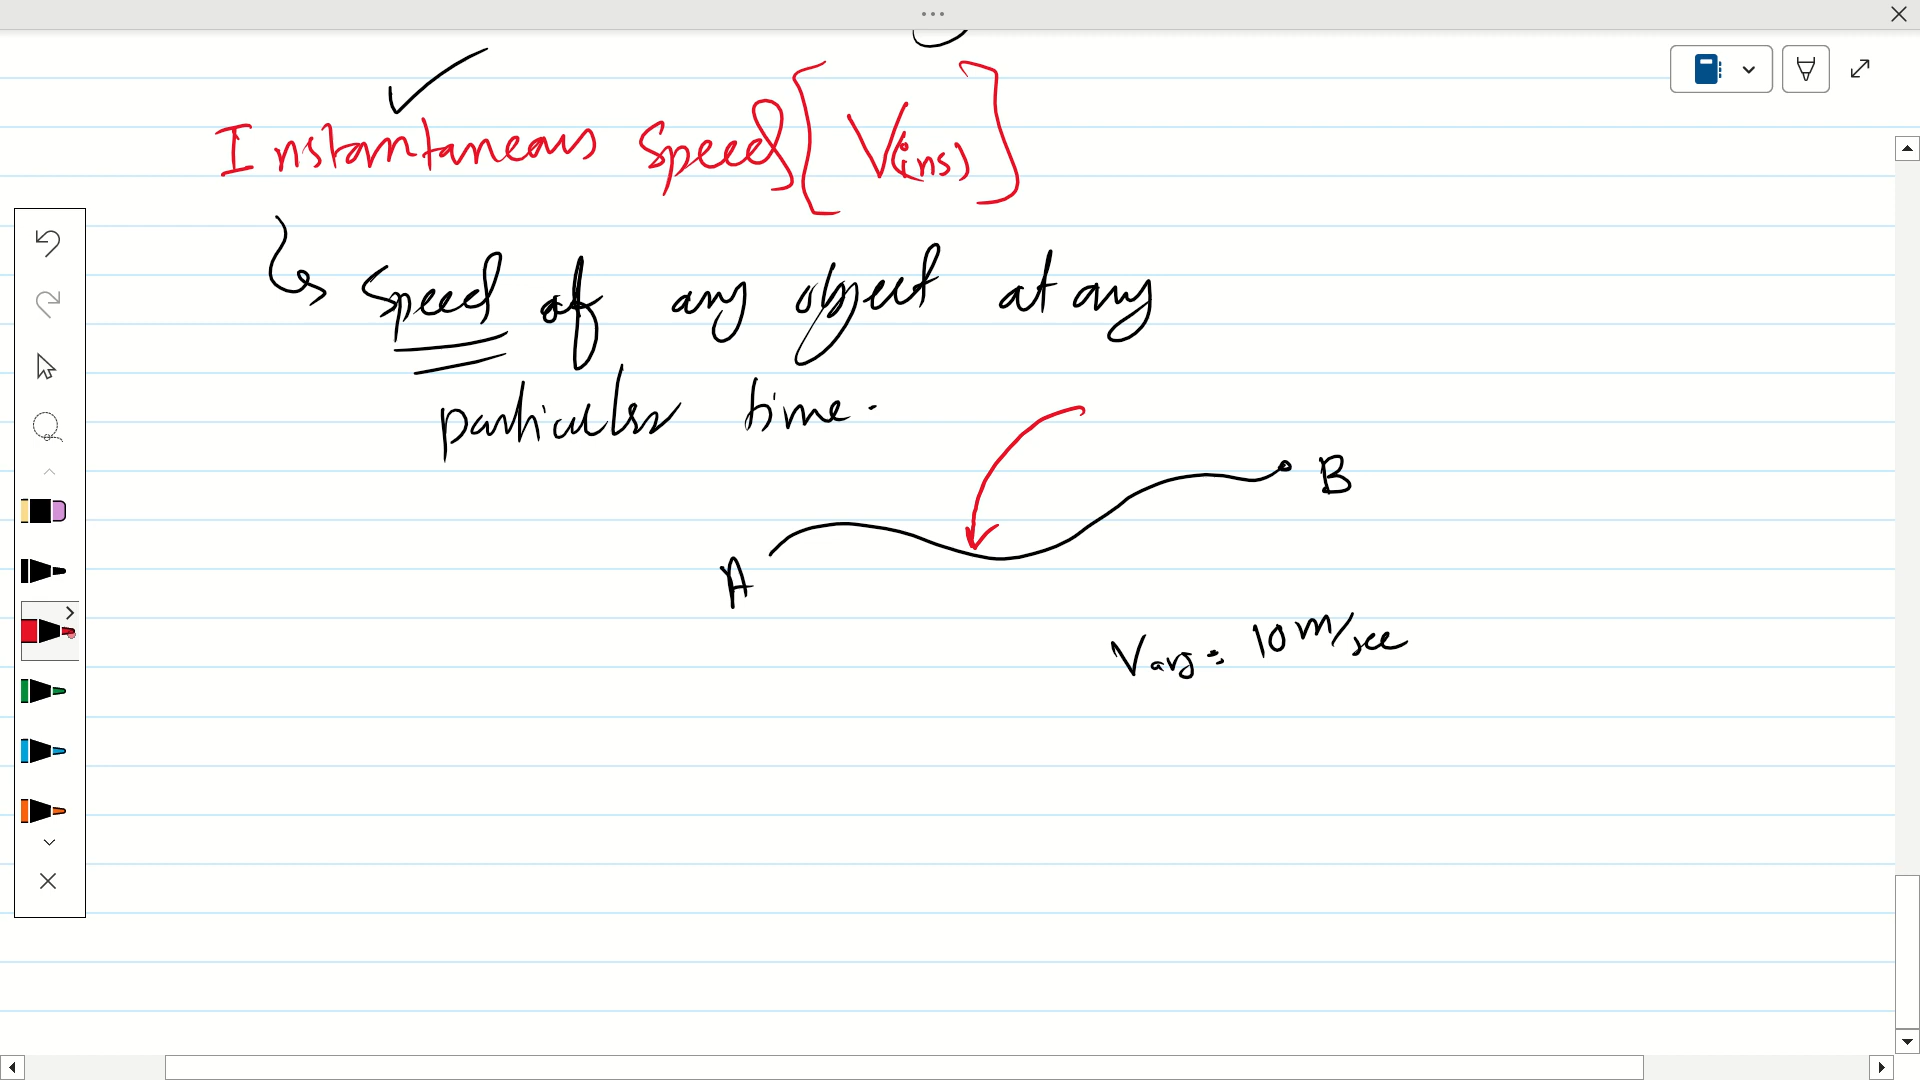 Instantaneous Speed [V(ins)]
Speed of any object at any
particular time.
B
A
Vavg = 10 m/sec